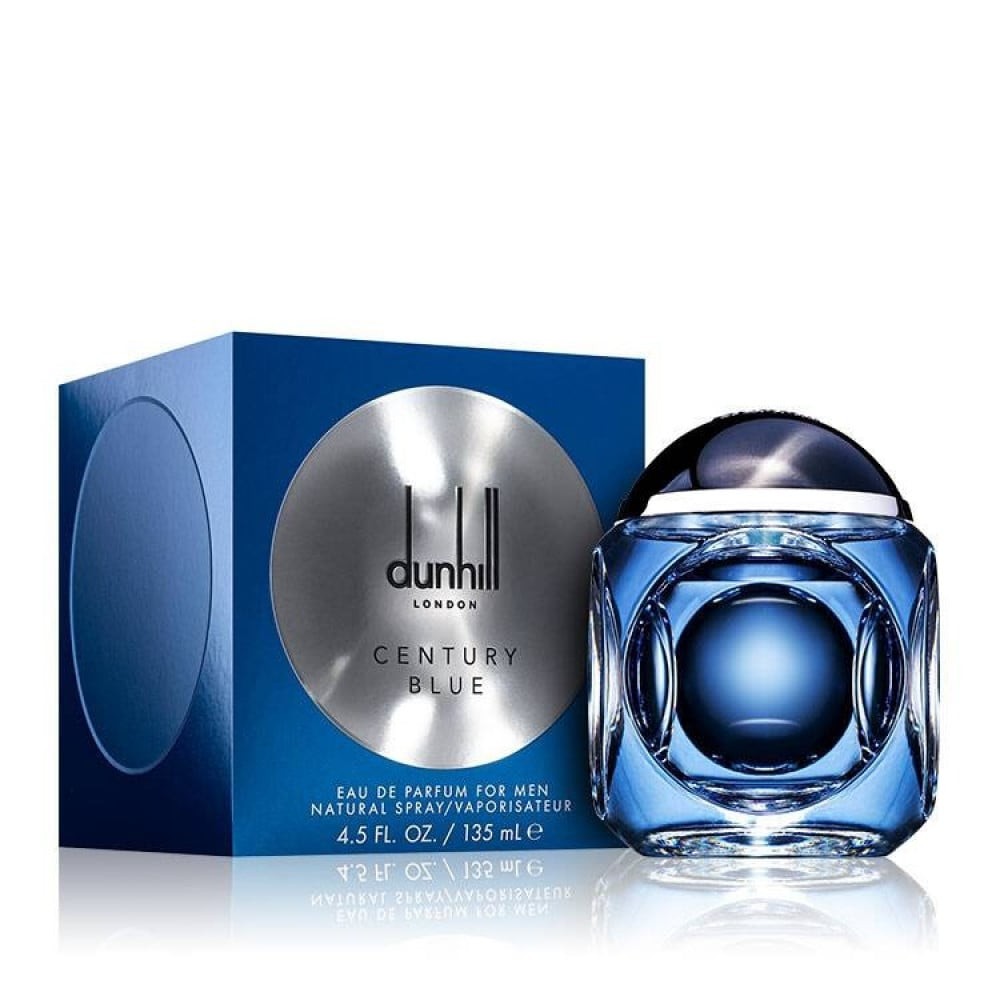 dunhill
LONDON
CENTURY
BLUE
EAU DE PARFUM FOR MEN
NATURAL SPRAY/VAPORISATEUR
4.5 FL. OZ. / 135 mL ℮